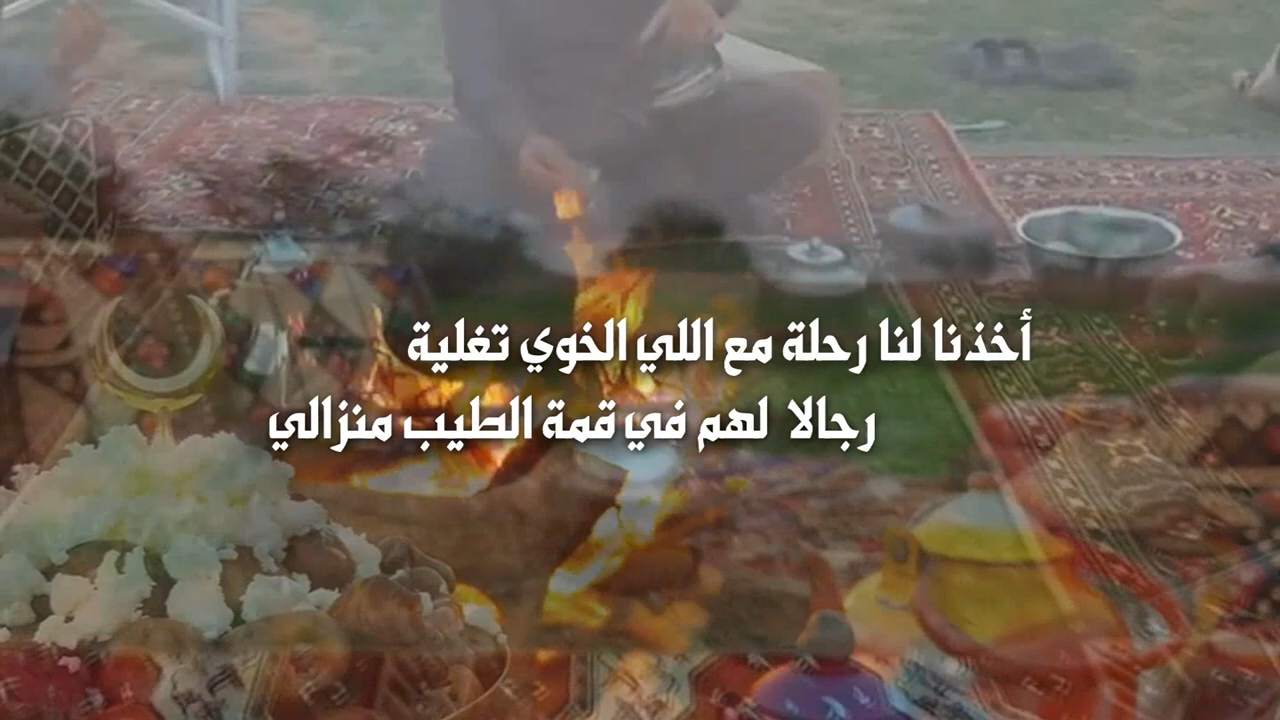 أخذنا لنا رحلة مع اللي الخوي تغلية
رجالا لهم في قمة الطيب منزالي